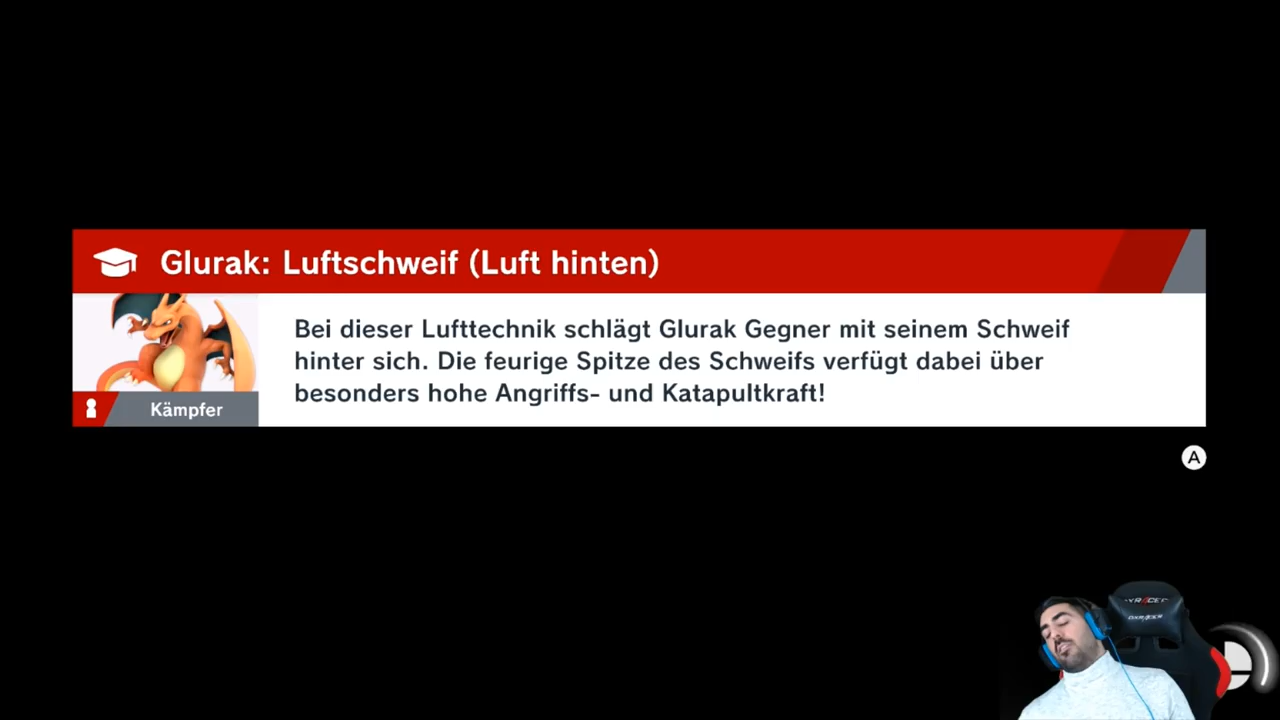 Glurak: Luftschweif (Luft hinten)
Bei dieser Lufttechnik schlägt Glurak Gegner mit seinem Schweif
hinter sich. Die feurige Spitze des Schweifs verfügt dabei über
besonders hohe Angriffs- und Katapultkraft!
Kämpfer
A